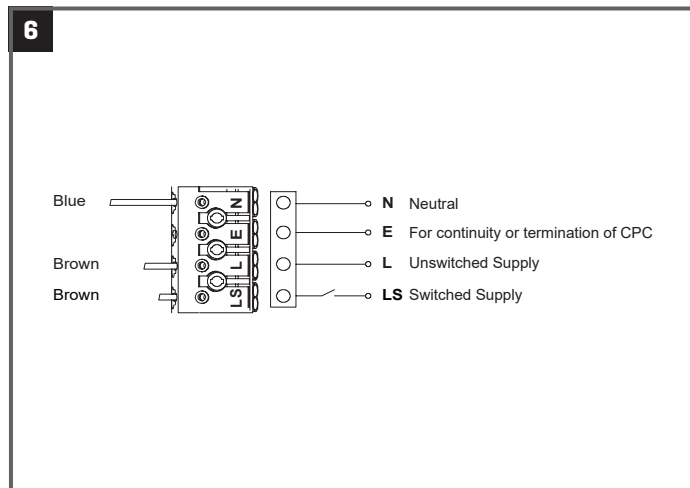 6
Blue
N
N Neutral
E
E For continuity or termination of CPC
Brown
L
L Unswitched Supply
Brown
LS
LS Switched Supply